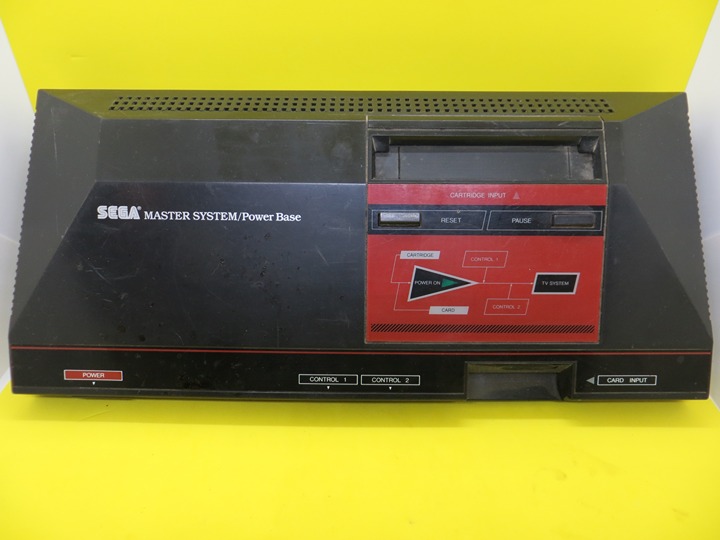 SEGA® MASTER SYSTEM/Power Base
CARTRIDGE INPUT
RESET
PAUSE
CARTRIDGE
CONTROL 1
POWER ON
TV SYSTEM
CARD
CONTROL 2
POWER
CONTROL 1
CONTROL 2
CARD INPUT